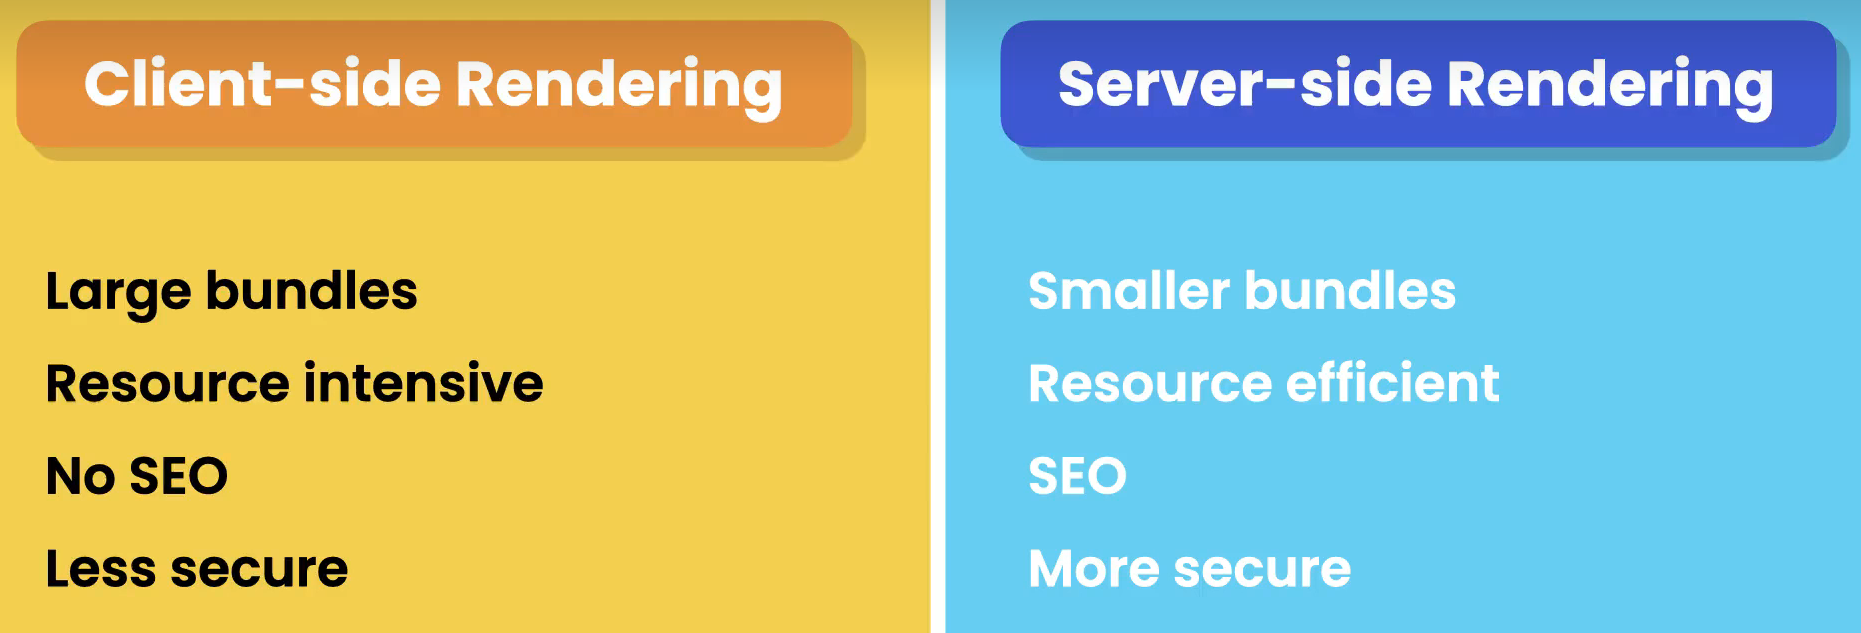 Client-side Rendering
Large bundles
Resource intensive
No SEO
Less secure
Server-side Rendering
Smaller bundles
Resource efficient
SEO
More secure